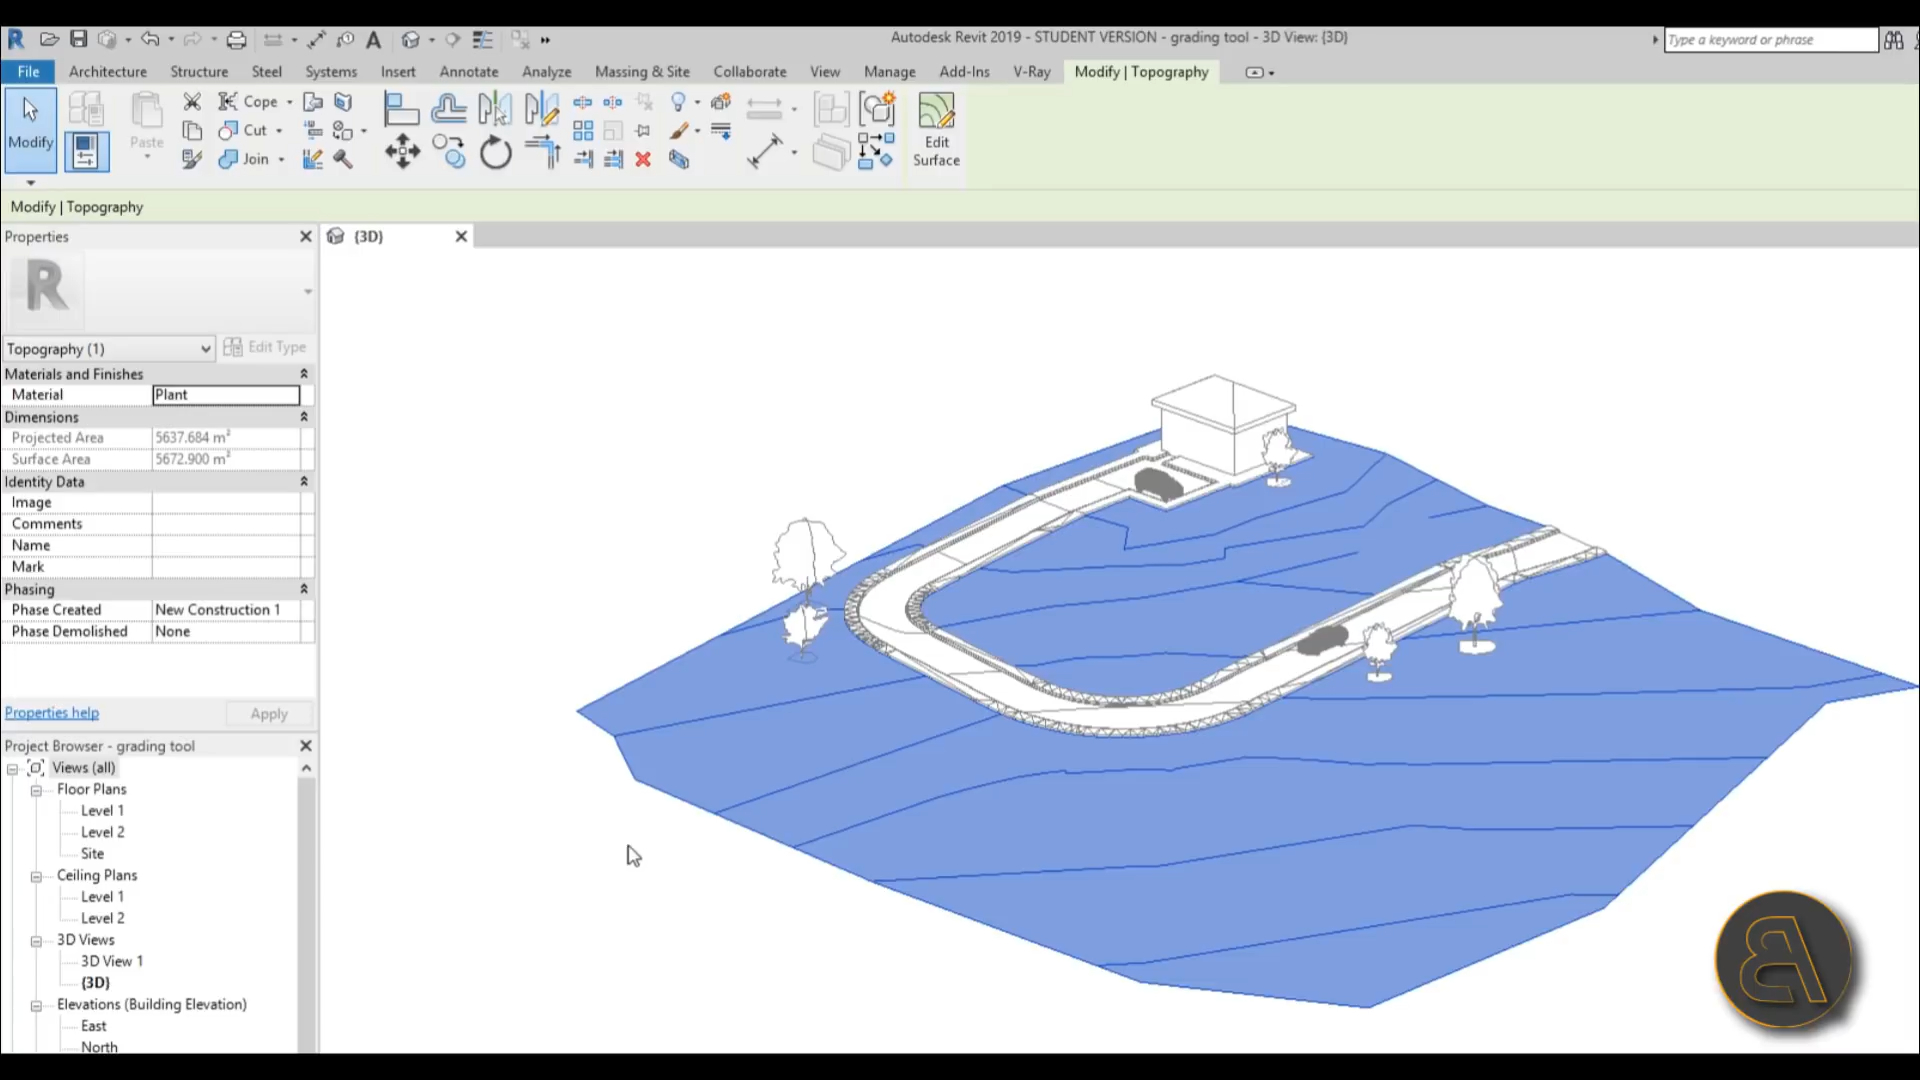 Autodesk Revit 2019 - STUDENT VERSION - grading tool - 3D View: {3D}
Type a keyword or phrase
File Architecture Structure Steel Systems Insert Annotate Analyze Massing & Site Collaborate View Manage Add-Ins V-Ray Modify | Topography
Modify
Paste
Cope
Cut
Join
Edit
Surface
Modify | Topography
Properties
{3D}
R
Topography (1)
Edit Type
Materials and Finishes
Material Plant
Dimensions
Projected Area 5637.684 m²
Surface Area 5672.900 m²
Identity Data
Image
Comments
Name
Mark
Phasing
Phase Created New Construction 1
Phase Demolished None
Properties help
Apply
Project Browser - grading tool
Views (all)
Floor Plans
Level 1
Level 2
Site
Ceiling Plans
Level 1
Level 2
3D Views
3D View 1
{3D}
Elevations (Building Elevation)
East
North